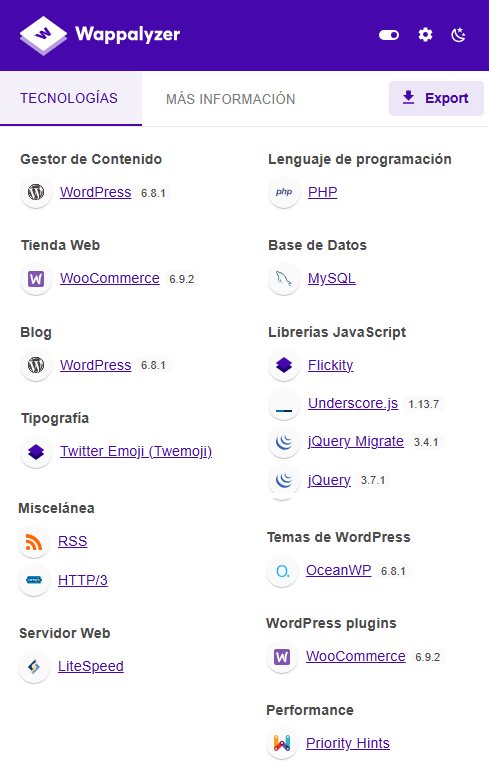 Wappalyzer
TECNOLOGÍAS
MÁS INFORMACIÓN
Export
Gestor de Contenido
WordPress 6.8.1
Tienda Web
WooCommerce 6.9.2
Blog
WordPress 6.8.1
Tipografía
Twitter Emoji (Twemoji)
Miscelánea
RSS
HTTP/3
Servidor Web
LiteSpeed
Lenguaje de programación
php PHP
Base de Datos
MySQL
Librerías JavaScript
Flickity
Underscore.js 1.13.7
jQuery Migrate 3.4.1
jQuery 3.7.1
Temas de WordPress
OceanWP 6.8.1
WordPress plugins
WooCommerce 6.9.2
Performance
Priority Hints